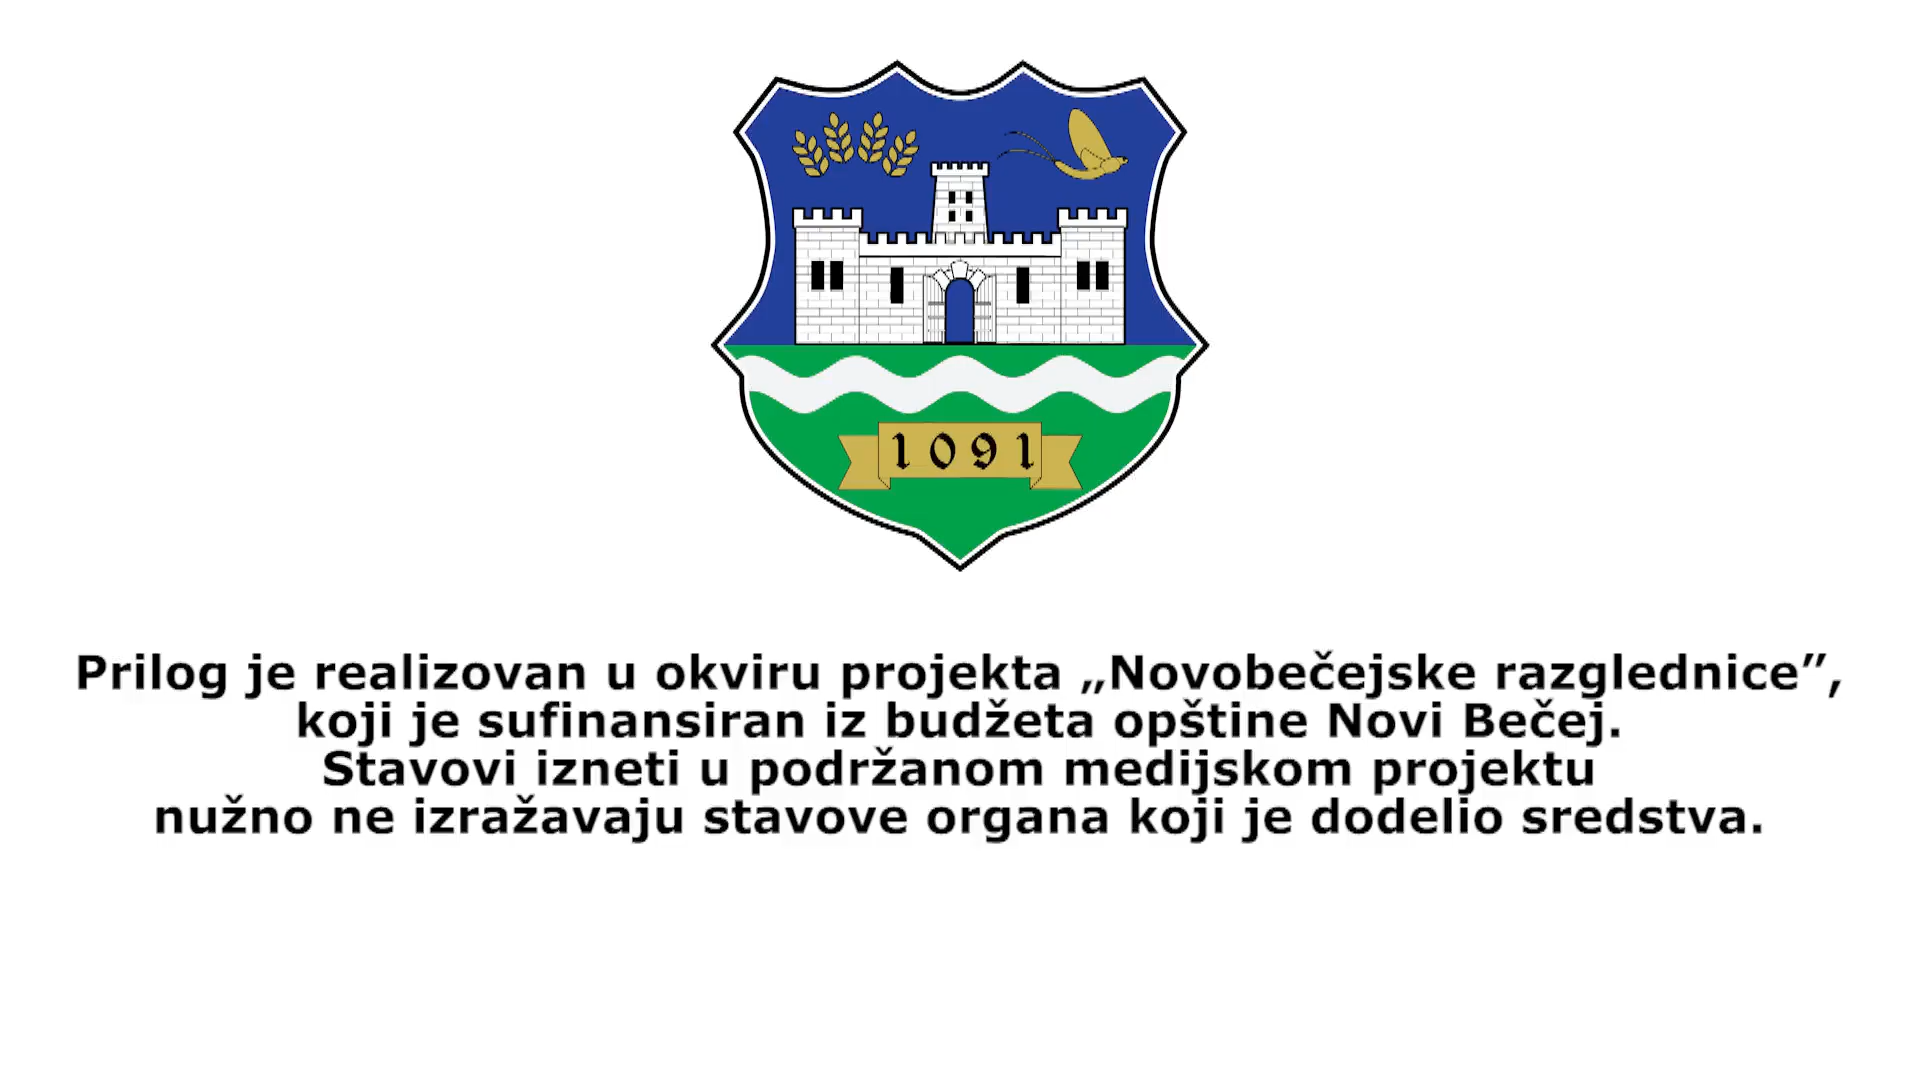 1091
Prilog je realizovan u okviru projekta „Novobečejske razglednice”,
koji je sufinansiran iz budžeta opštine Novi Bečej.
Stavovi izneti u podržanom medijskom projektu
nužno ne izražavaju stavove organa koji je dodelio sredstva.